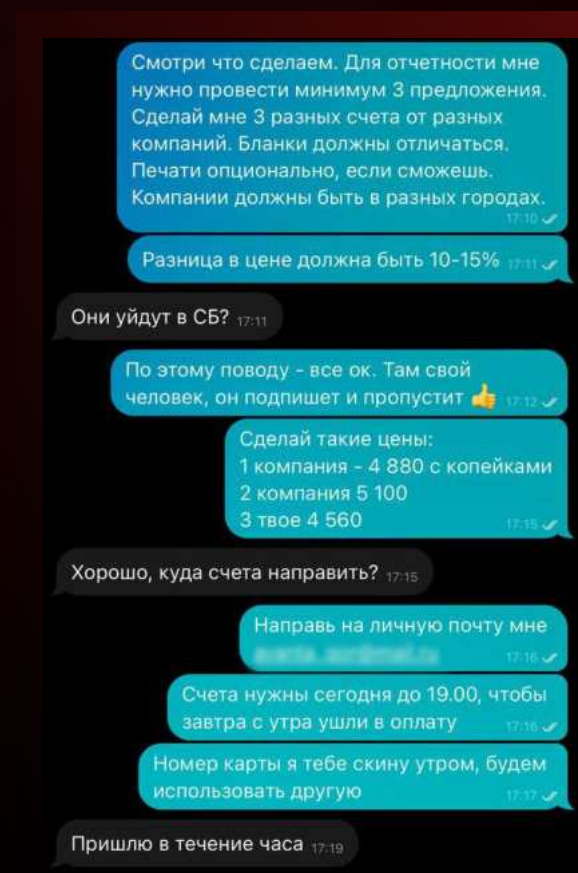 Смотри что сделаем. Для отчетности мне
нужно провести минимум 3 предложения.
Сделай мне 3 разных счета от разных
компаний. Бланки должны отличаться.
Печати опционально, если сможешь.
Компании должны быть в разных городах.
17:10
Разница в цене должна быть 10-15% 17:11
Они уйдут в СБ? 17:11
По этому поводу - все ок. Там свой
человек, он подпишет и пропустит 👍 17:12
Сделай такие цены:
1 компания - 4 880 с копейками
2 компания 5 100
3 твое 4 560 17:15
Хорошо, куда счета направить? 17:15
Направь на личную почту мне
17:16
Счета нужны сегодня до 19.00, чтобы
завтра с утра ушли в оплату 17:16
Номер карты я тебе скину утром, будем
использовать другую 17:17
Пришлю в течение часа 17:19